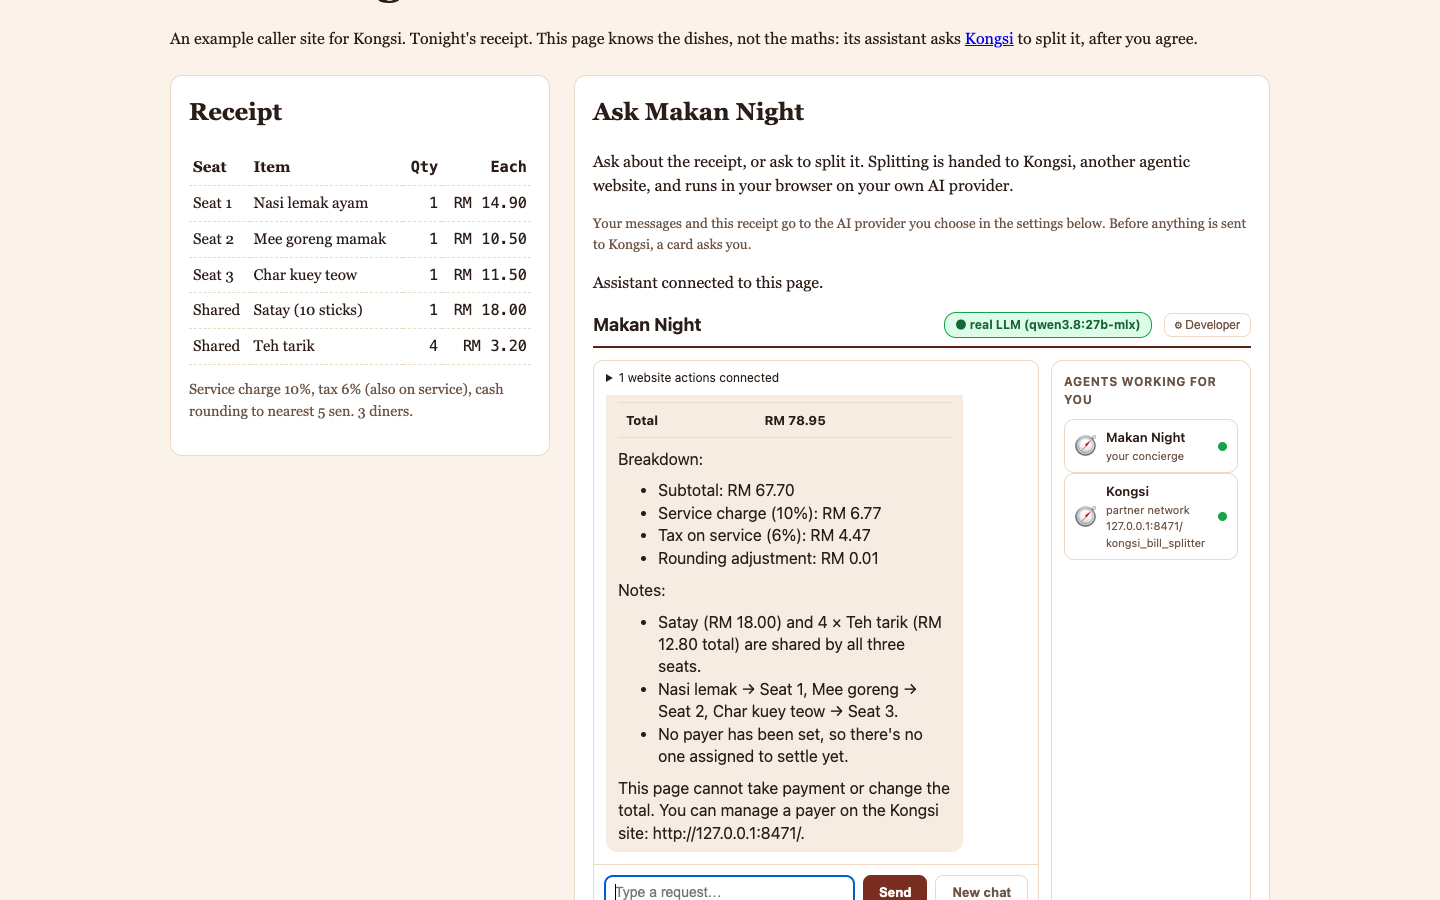 An example caller site for Kongsi. Tonight's receipt. This page knows the dishes, not the maths: its assistant asks Kongsi to split it, after you agree.
Receipt
Seat Item Qty Each
Seat 1 Nasi lemak ayam 1 RM 14.90
Seat 2 Mee goreng mamak 1 RM 10.50
Seat 3 Char kuey teow 1 RM 11.50
Shared Satay (10 sticks) 1 RM 18.00
Shared Teh tarik 4 RM 3.20
Service charge 10%, tax 6% (also on service), cash
rounding to nearest 5 sen. 3 diners.
Ask Makan Night
Ask about the receipt, or ask to split it. Splitting is handed to Kongsi, another agentic
website, and runs in your browser on your own AI provider.
Your messages and this receipt go to the AI provider you choose in the settings below. Before anything is sent
to Kongsi, a card asks you.
Assistant connected to this page.
Makan Night
real LLM (qwen3.8:27b-mlx)
Developer
1 website actions connected
Total RM 78.95
Breakdown:
• Subtotal: RM 67.70
• Service charge (10%): RM 6.77
• Tax on service (6%): RM 4.47
• Rounding adjustment: RM 0.01
Notes:
• Satay (RM 18.00) and 4 × Teh tarik (RM
12.80 total) are shared by all three
seats.
• Nasi lemak → Seat 1, Mee goreng →
Seat 2, Char kuey teow → Seat 3.
• No payer has been set, so there's no
one assigned to settle yet.
This page cannot take payment or change the
total. You can manage a payer on the Kongsi
site: http://127.0.0.1:8471/.
Type a request...
Send
New chat
AGENTS WORKING FOR
YOU
Makan Night
your concierge
Kongsi
partner network
127.0.0.1:8471/
kongsi_bill_splitter